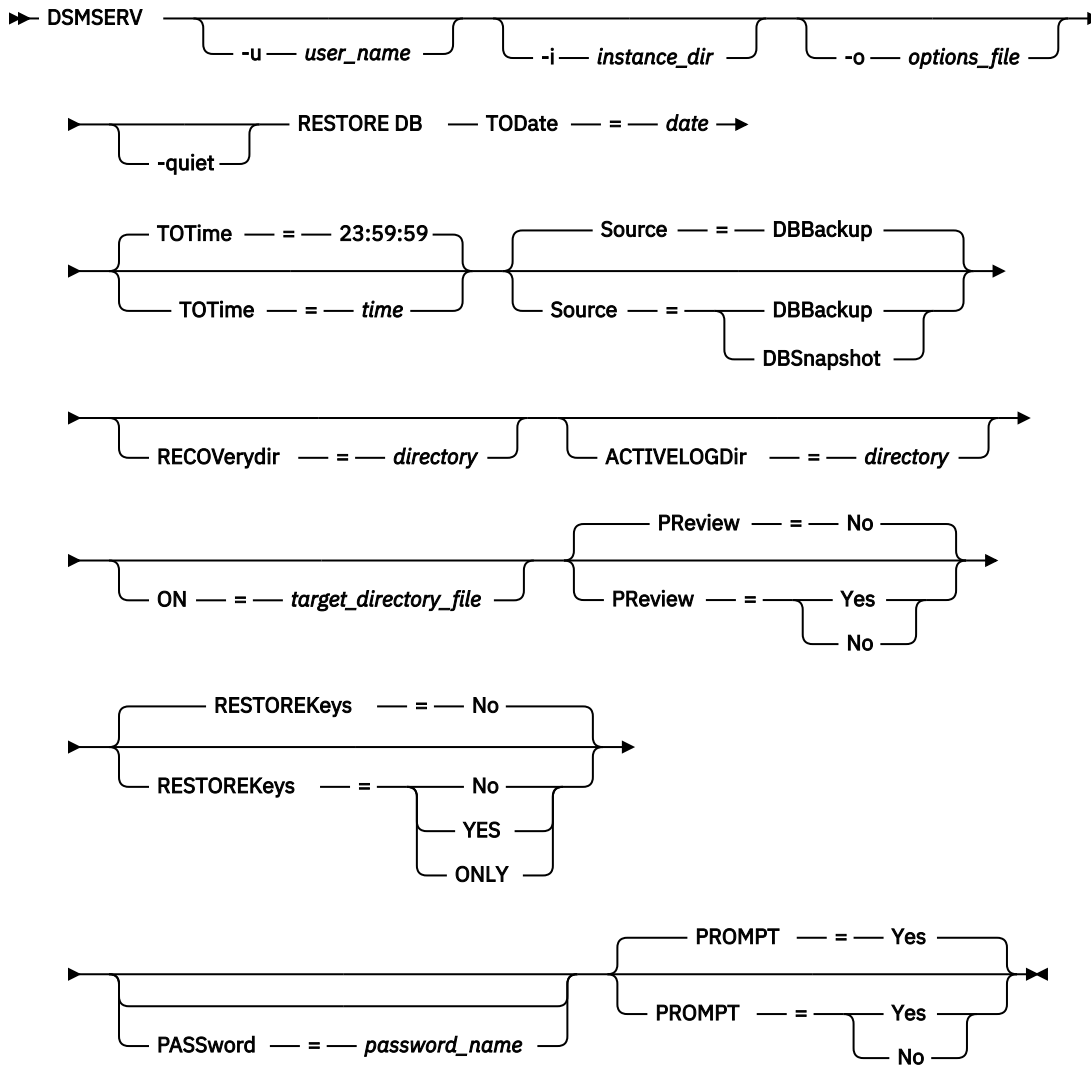 DSMSERV
-u user_name -i instance_dir -o options_file
RESTORE DB TODate = date
-quiet
TOTime = 23:59:59 Source = DBBackup
TOTime = time Source = DBBackup
DBSnapshot
RECOVerydir = directory ACTIVELOGDir = directory
PReview = No
ON = target_directory_file PReview = Yes
No
RESTOREKeys = No
RESTOREKeys = No
YES
ONLY
PROMPT = Yes
PROMPT = Yes
PASSword = password_name
No